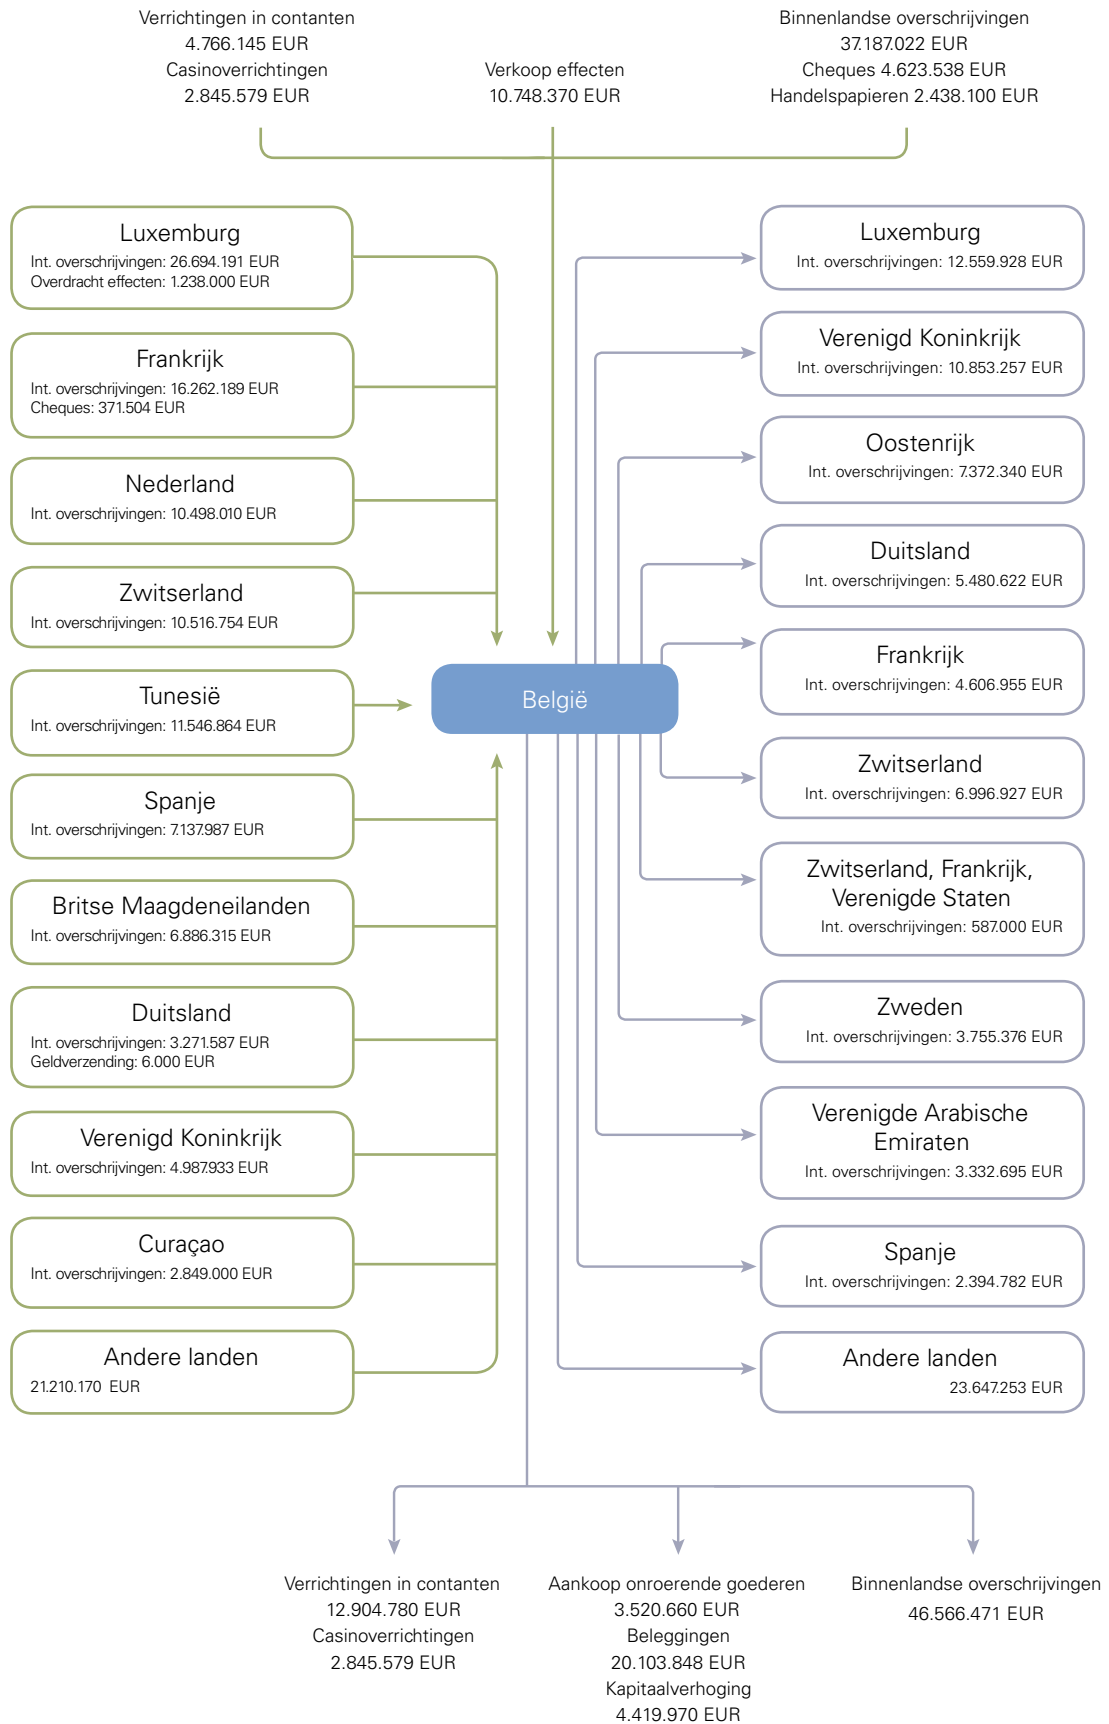 Verrichtingen in contanten
4.766.145 EUR
Casinoverrichtingen
2.845.579 EUR
Verkoop effecten
10.748.370 EUR
Binnenlandse overschrijvingen
37.187.022 EUR
Cheques 4.623.538 EUR
Handelspapieren 2.438.100 EUR
Luxemburg
Int. overschrijvingen: 26.694.191 EUR
Overdracht effecten: 1.238.000 EUR
Frankrijk
Int. overschrijvingen: 16.262.189 EUR
Cheques: 371.504 EUR
Nederland
Int. overschrijvingen: 10.498.010 EUR
Zwitserland
Int. overschrijvingen: 10.516.754 EUR
Tunesië
Int. overschrijvingen: 11.546.864 EUR
Spanje
Int. overschrijvingen: 7.137.987 EUR
Britse Maagdeneilanden
Int. overschrijvingen: 6.886.315 EUR
Duitsland
Int. overschrijvingen: 3.271.587 EUR
Geldverzending: 6.000 EUR
Verenigd Koninkrijk
Int. overschrijvingen: 4.987.933 EUR
Curaçao
Int. overschrijvingen: 2.849.000 EUR
Andere landen
21.210.170 EUR
België
Luxemburg
Int. overschrijvingen: 12.559.928 EUR
Verenigd Koninkrijk
Int. overschrijvingen: 10.853.257 EUR
Oostenrijk
Int. overschrijvingen: 7.372.340 EUR
Duitsland
Int. overschrijvingen: 5.480.622 EUR
Frankrijk
Int. overschrijvingen: 4.606.955 EUR
Zwitserland
Int. overschrijvingen: 6.996.927 EUR
Zwitserland, Frankrijk,
Verenigde Staten
Int. overschrijvingen: 587.000 EUR
Zweden
Int. overschrijvingen: 3.755.376 EUR
Verenigde Arabische
Emiraten
Int. overschrijvingen: 3.332.695 EUR
Spanje
Int. overschrijvingen: 2.394.782 EUR
Andere landen
23.647.253 EUR
Verrichtingen in contanten
12.904.780 EUR
Casinoverrichtingen
2.845.579 EUR
Aankoop onroerende goederen
3.520.660 EUR
Beleggingen
20.103.848 EUR
Kapitaalverhoging
4.419.970 EUR
Binnenlandse overschrijvingen
46.566.471 EUR